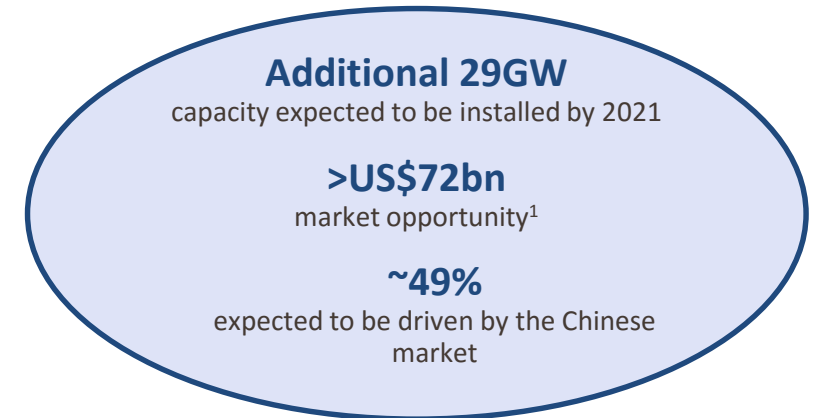 Additional 29GW
capacity expected to be installed by 2021
>US$72bn
market opportunity¹
~49%
expected to be driven by the Chinese
market